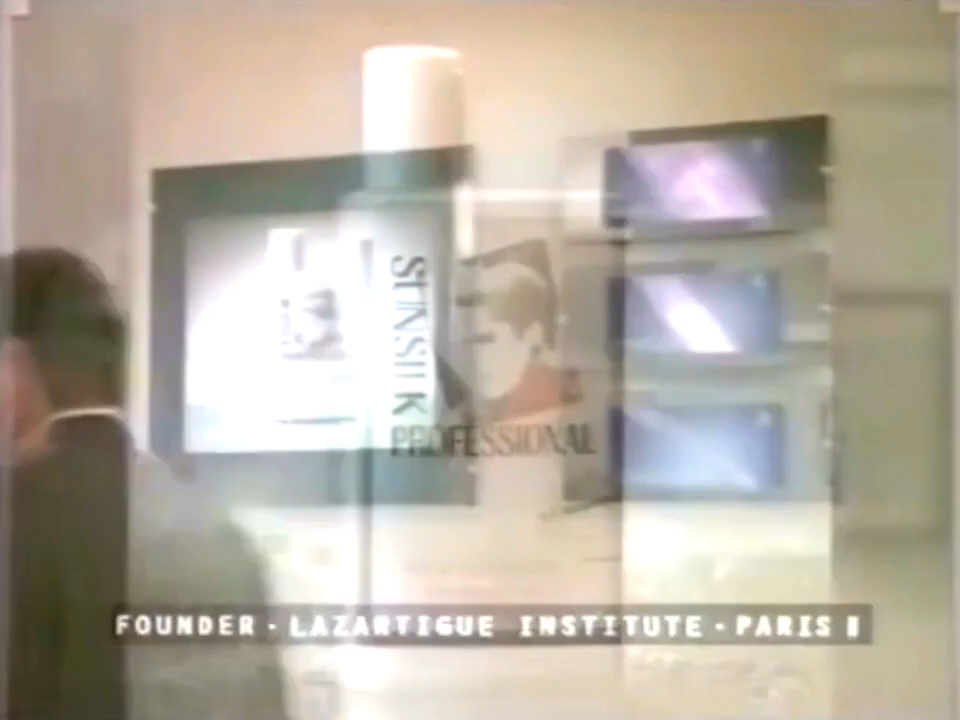 SUNSILK
PROFESSIONAL
FOUNDER · LAZARTIGUE INSTITUTE · PARIS